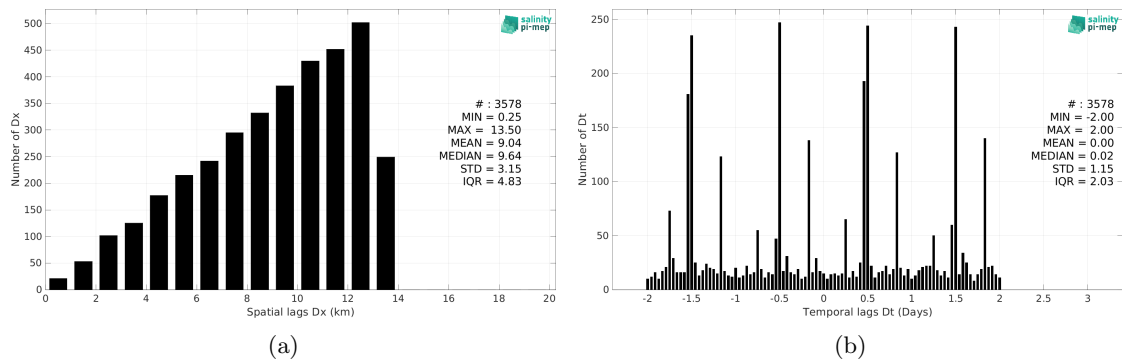 500
450
400
350
300
250
200
150
100
50
0
Number of Dx
0 2 4 6 8 10 12 14 16 18 20
Spatial lags Dx (km)
salinity
pi-mep
# : 3578
MIN = 0.25
MAX = 13.50
MEAN = 9.04
MEDIAN = 9.64
STD = 3.15
IQR = 4.83
(a)
250
200
150
100
50
0
Number of Dt
-2 -1.5 -1 -0.5 0 0.5 1 1.5 2 2.5 3
Temporal lags Dt (Days)
salinity
pi-mep
# : 3578
MIN = -2.00
MAX = 2.00
MEAN = 0.00
MEDIAN = 0.02
STD = 1.15
IQR = 2.03
(b)